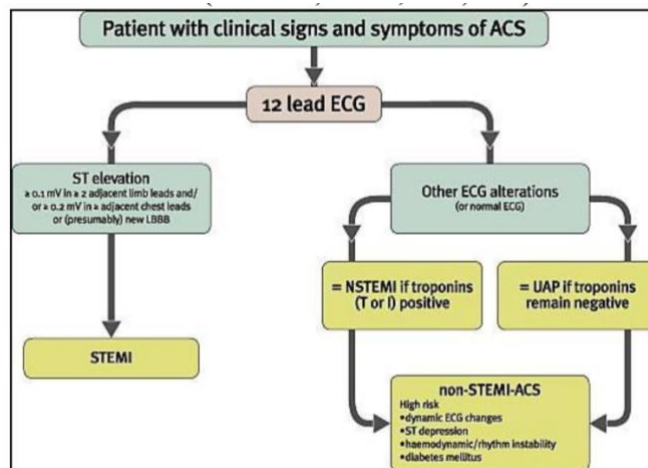 Patient with clinical signs and symptoms of ACS
12 lead ECG
ST elevation
≥ 0.1 mV in ≥ 2 adjacent limb leads and/
or ≥ 0.2 mV in ≥ adjacent chest leads
or (presumably) new LBBB
Other ECG alterations
(or normal ECG)
= NSTEMI if troponins
(T or I) positive
= UAP if troponins
remain negative
STEMI
non-STEMI-ACS
High risk
•dynamic ECG changes
•ST depression
•haemodynamic/rhythm instability
•diabetes mellitus